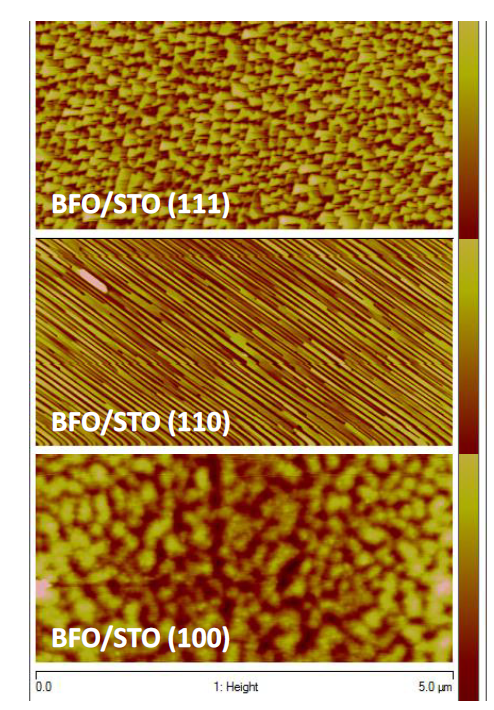 BFO/STO (111)
BFO/STO (110)
BFO/STO (100)
0.0 1: Height 5.0 µm